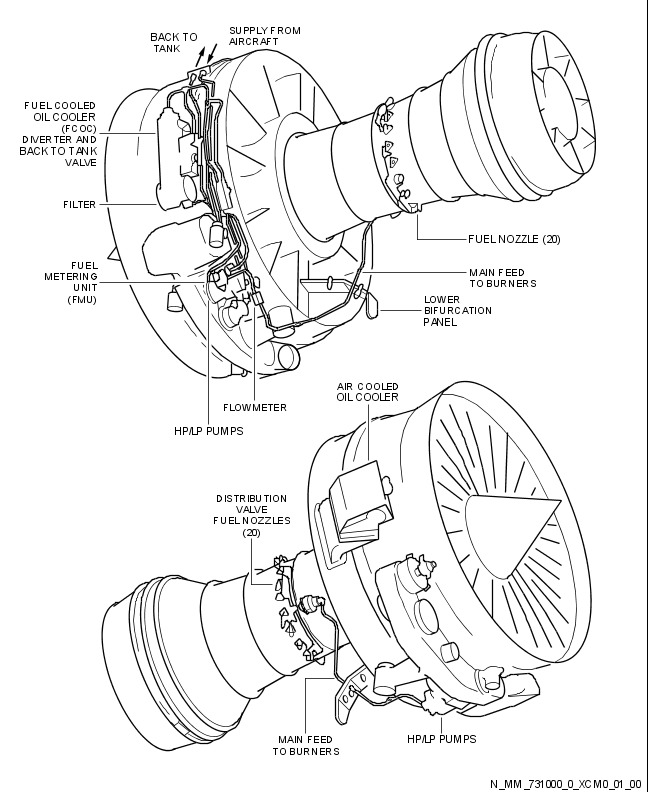 BACK TO
TANK
SUPPLY FROM
AIRCRAFT
FUEL COOLED
OIL COOLER
(FCOC)
DIVERTER AND
BACK TO TANK
VALVE
FILTER
FUEL
METERING
UNIT
(FMU)
FUEL NOZZLE (20)
MAIN FEED
TO BURNERS
LOWER
BIFURCATION
PANEL
FLOWMETER
HP/LP PUMPS
AIR COOLED
OIL COOLER
DISTRIBUTION
VALVE
FUEL NOZZLES
(20)
MAIN FEED
TO BURNERS
HP/LP PUMPS
N_MM_731000_0_XCM0_01_00